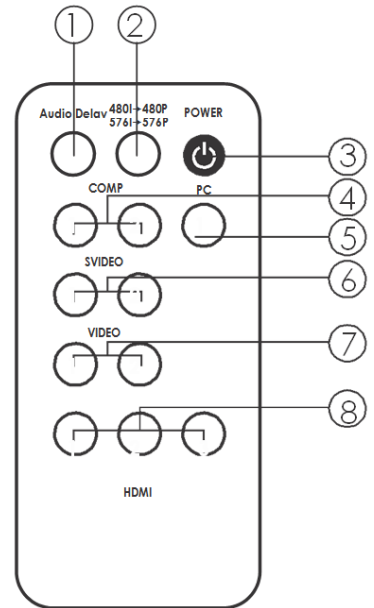 ① ②
Audio Delav 480I→480P POWER
576I→576P
③
COMP PC ④
⑤
SVIDEO ⑥
VIDEO ⑦
⑧
HDMI